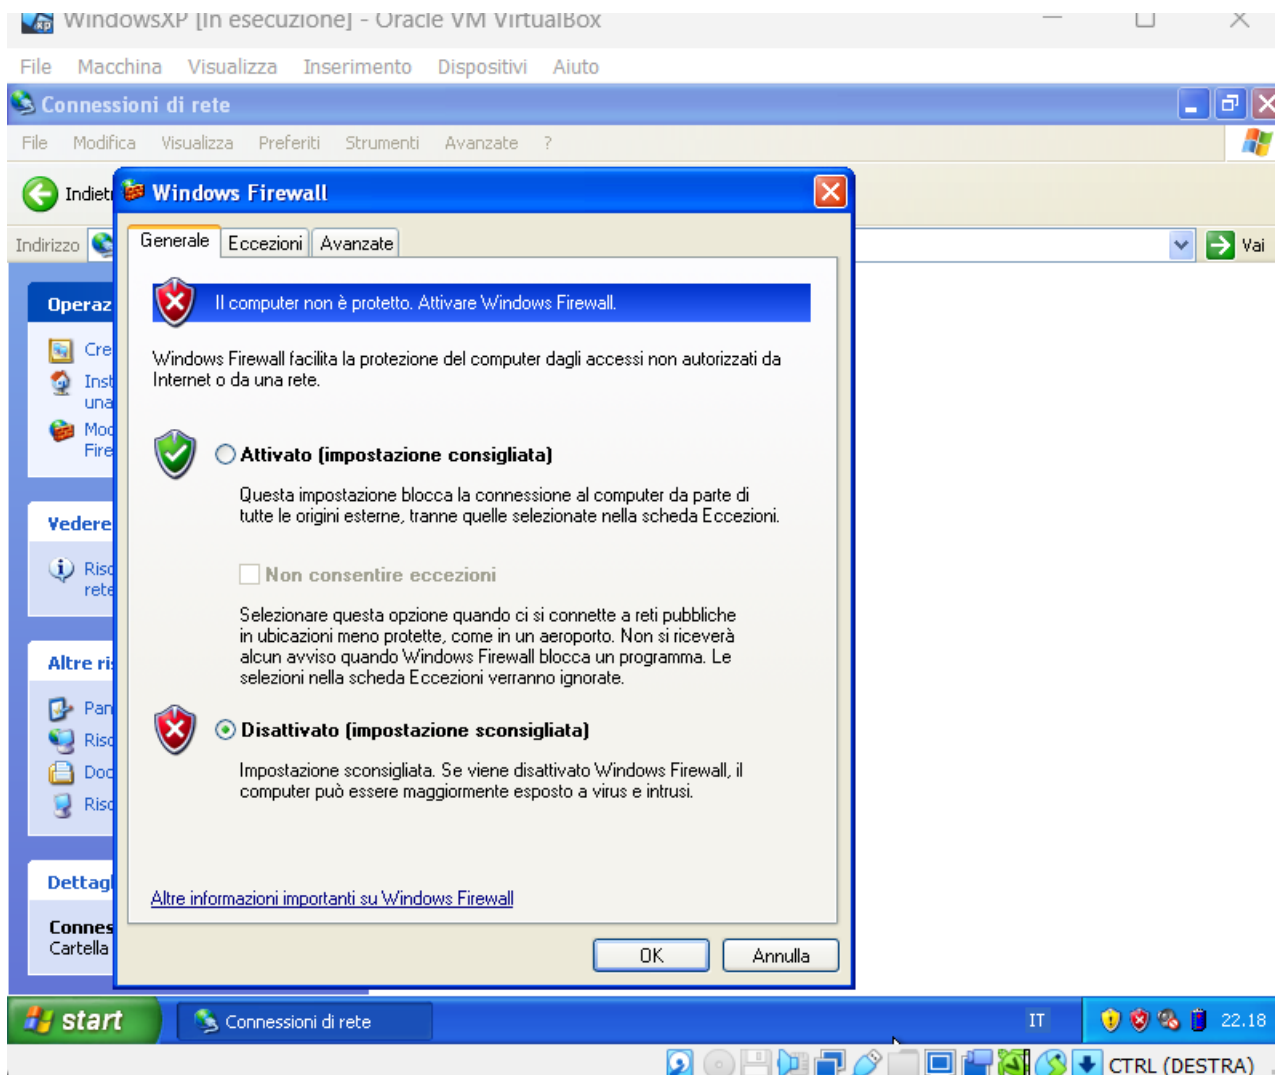 WindowsXP [In esecuzione] - Oracle VM VirtualBox
File Macchina Visualizza Inserimento Dispositivi Aiuto
Connessioni di rete
File Modifica Visualizza Preferiti Strumenti Avanzate ?
Indiet
Windows Firewall
Indirizzo
Vai
Generale Eccezioni Avanzate
Il computer non è protetto. Attivare Windows Firewall.
Windows Firewall facilita la protezione del computer dagli accessi non autorizzati da
Internet o da una rete.
Attivato (impostazione consigliata)
Questa impostazione blocca la connessione al computer da parte di
tutte le origini esterne, tranne quelle selezionate nella scheda Eccezioni.
Non consentire eccezioni
Selezionare questa opzione quando ci si connette a reti pubbliche
in ubicazioni meno protette, come in un aeroporto. Non si riceverà
alcun avviso quando Windows Firewall blocca un programma. Le
selezioni nella scheda Eccezioni verranno ignorate.
Disattivato (impostazione sconsigliata)
Impostazione sconsigliata. Se viene disattivato Windows Firewall, il
computer può essere maggiormente esposto a virus e intrusi.
Altre informazioni importanti su Windows Firewall
OK Annulla
Operaz
Cre
Inst
una
Mod
Fire
Vedere
Riso
rete
Altre ri
Pan
Riso
Doc
Riso
Dettagl
Connes
Cartella
start Connessioni di rete IT 22.18
CTRL (DESTRA)